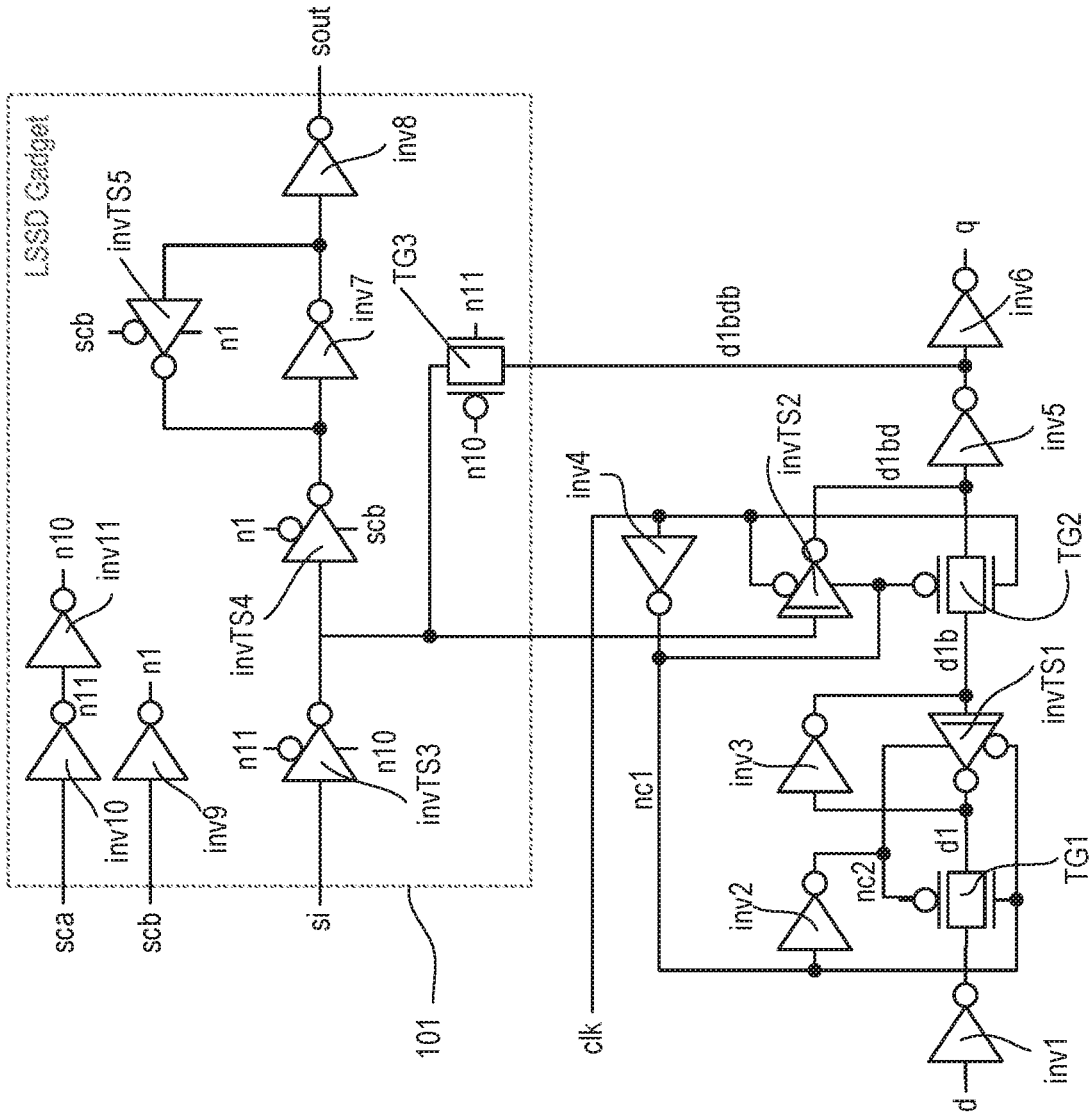 LSSD Gadget
sca
inv10
n11
inv11
n10
scb
inv9
n1
scb
invTS5
n1
si
n11
invTS3
n10
n1
invTS4
scb
inv7
inv8
sout
n10
TG3
n11
101
clk
nc1
inv4
invTS2
d1bdb
d1bd
d
inv1
inv2
nc2
TG1
d1
inv3
invTS1
d1b
TG2
inv5
inv6
q